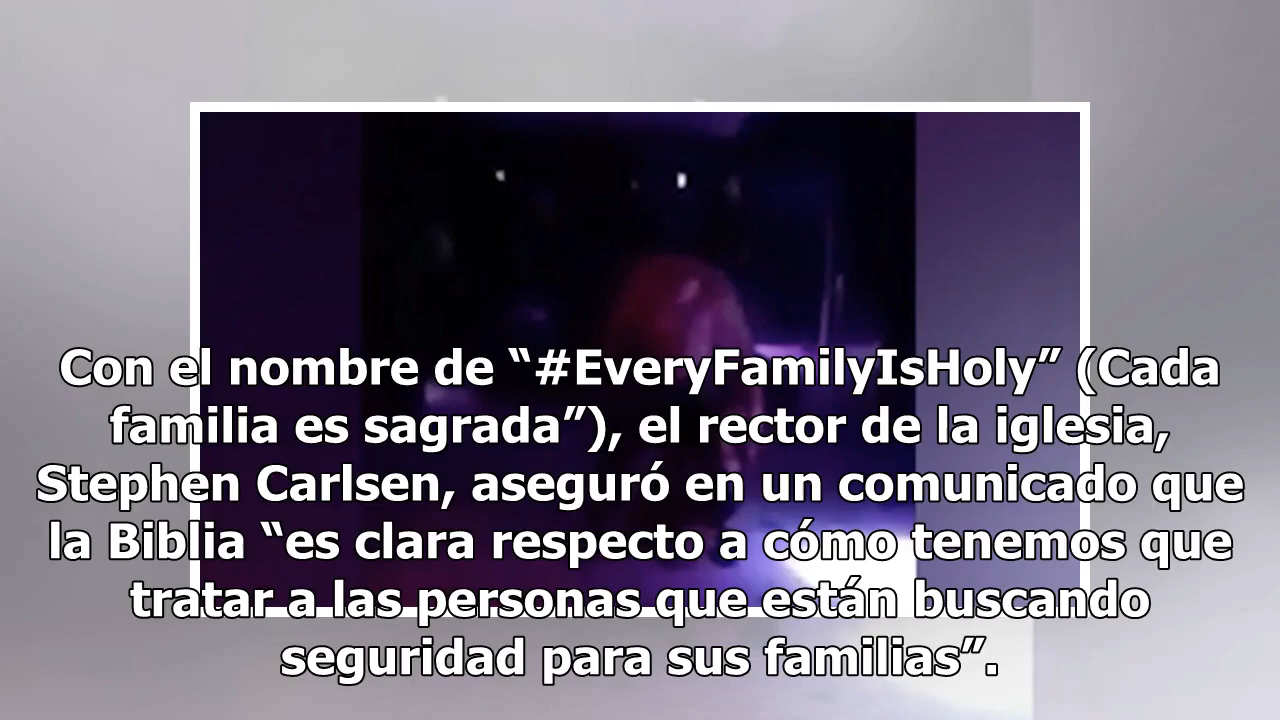 Con el nombre de “#EveryFamilyIsHoly” (Cada
familia es sagrada”), el rector de la iglesia,
Stephen Carlsen, aseguró en un comunicado que
la Biblia “es clara respecto a cómo tenemos que
tratar a las personas que están buscando
seguridad para sus familias”.